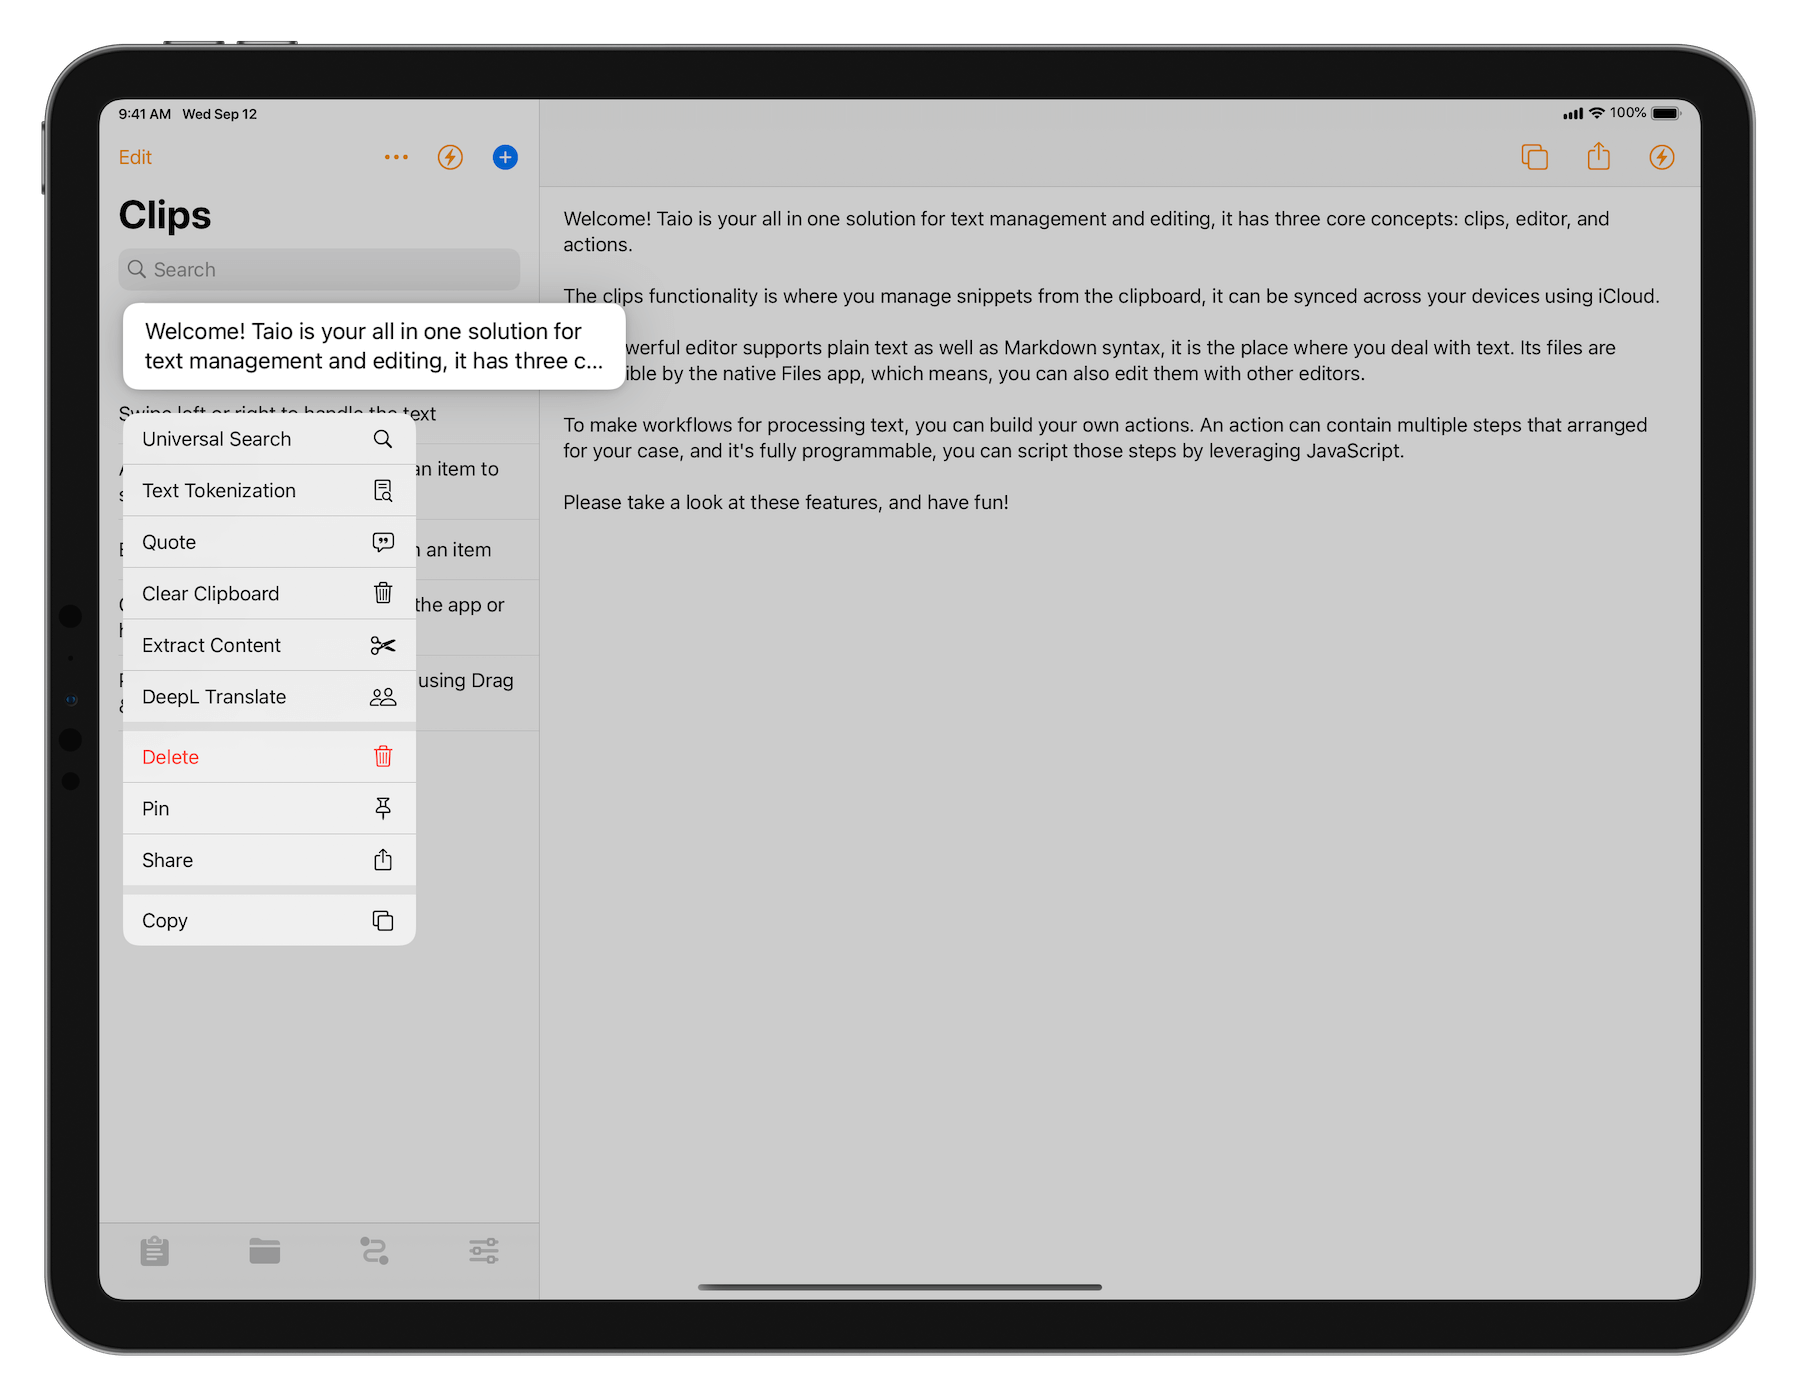 9:41 AM Wed Sep 12
100%
Edit
Clips
Search
Welcome! Taio is your all in one solution for
text management and editing, it has three c...
Swipe left or right to handle the text
an item to
an item
the app or
using Drag
Universal Search
Text Tokenization
Quote
Clear Clipboard
Extract Content
DeepL Translate
Delete
Pin
Share
Copy
Welcome! Taio is your all in one solution for text management and editing, it has three core concepts: clips, editor, and
actions.
The clips functionality is where you manage snippets from the clipboard, it can be synced across your devices using iCloud.
editor supports plain text as well as Markdown syntax, it is the place where you deal with text. Its files are
by the native Files app, which means, you can also edit them with other editors.
To make workflows for processing text, you can build your own actions. An action can contain multiple steps that arranged
for your case, and it's fully programmable, you can script those steps by leveraging JavaScript.
Please take a look at these features, and have fun!